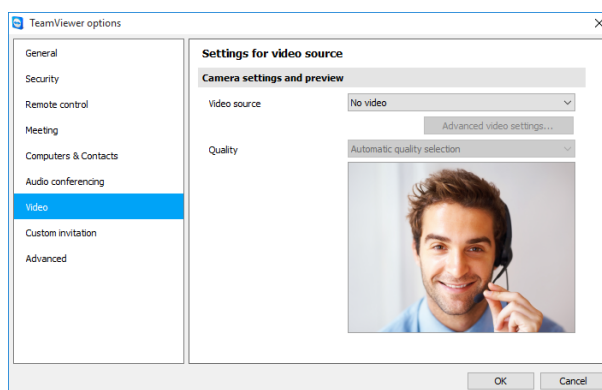 TeamViewer options
General
Security
Remote control
Meeting
Computers & Contacts
Audio conferencing
Video
Custom invitation
Advanced
Settings for video source
Camera settings and preview
Video source No video
Advanced video settings...
Quality Automatic quality selection
OK Cancel